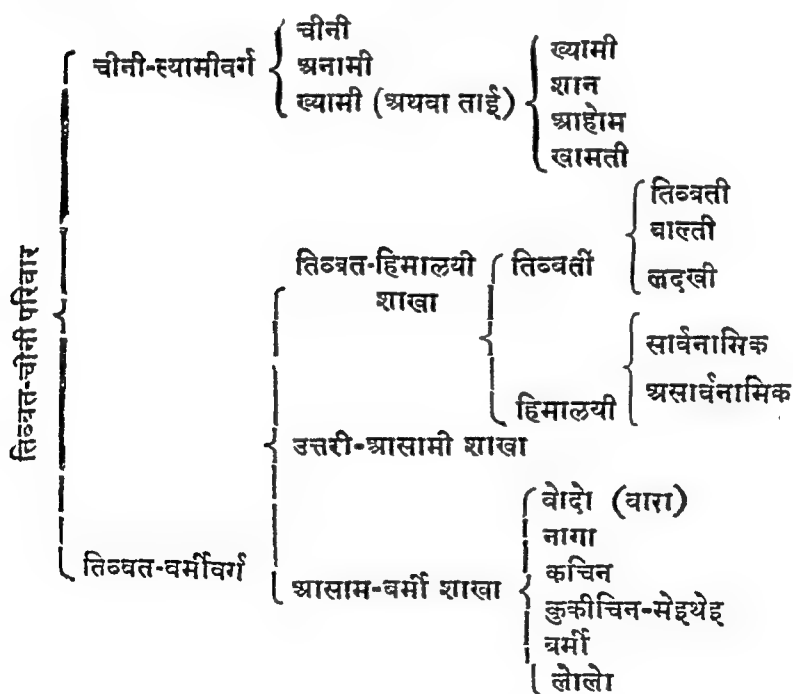 तिब्बत-चीनी परिवार
चीनी-स्यामीवर्ग
चीनी
अनामी
ख्यामी (अथवा ताई)
ख्यामी
शान
आहोम
खामती
तिब्बत-बर्मीवर्ग
तिब्बत-हिमालयी
शाखा
तिब्बती
तिब्बती
बाल्ती
लदखी
हिमालयी
सार्वनामिक
असार्वनामिक
उत्तरी-आसामी शाखा
आसाम-बर्मी शाखा
बोदो (बारा)
नागा
कचिन
कुकीचिन-मेइथेइ
बर्मी
लोलो